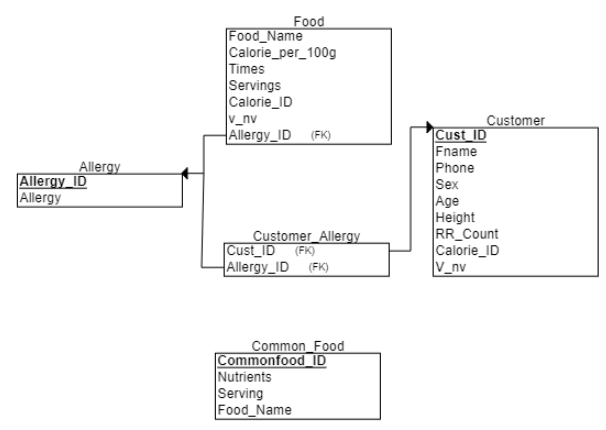 Food
Food_Name
Calorie_per_100g
Times
Servings
Calorie_ID
v_nv
Allergy_ID (FK)
Customer
Cust_ID
Fname
Phone
Sex
Age
Height
RR_Count
Calorie_ID
V_nv
Allergy
Allergy_ID
Allergy
Customer_Allergy
Cust_ID (FK)
Allergy_ID (FK)
Common_Food
Commonfood_ID
Nutrients
Serving
Food_Name